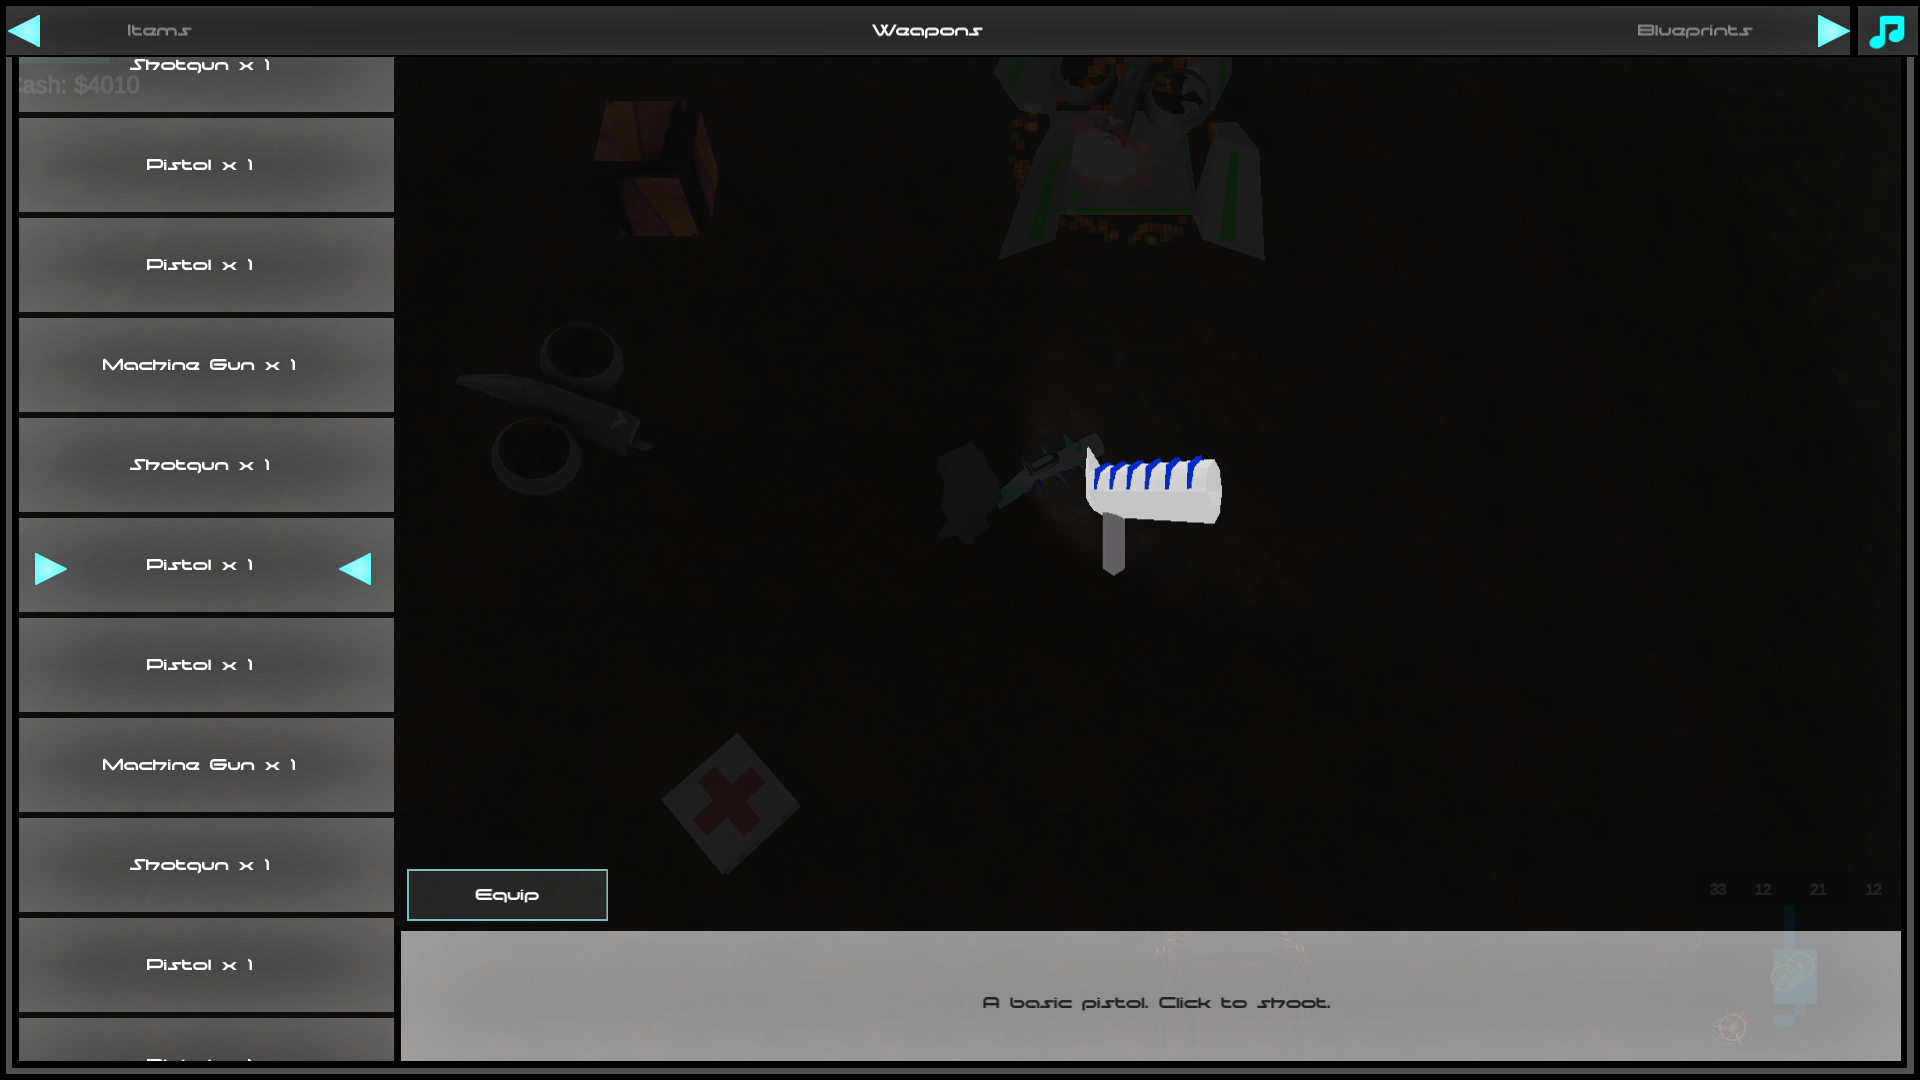 Items
Weapons
Blueprints
Shotgun x 1
Cash: $4010
Pistol x 1
Pistol x 1
Machine Gun x 1
Shotgun x 1
Pistol x 1
Pistol x 1
Machine Gun x 1
Shotgun x 1
Pistol x 1
Equip
33 12 21 12
A basic pistol. Click to shoot.